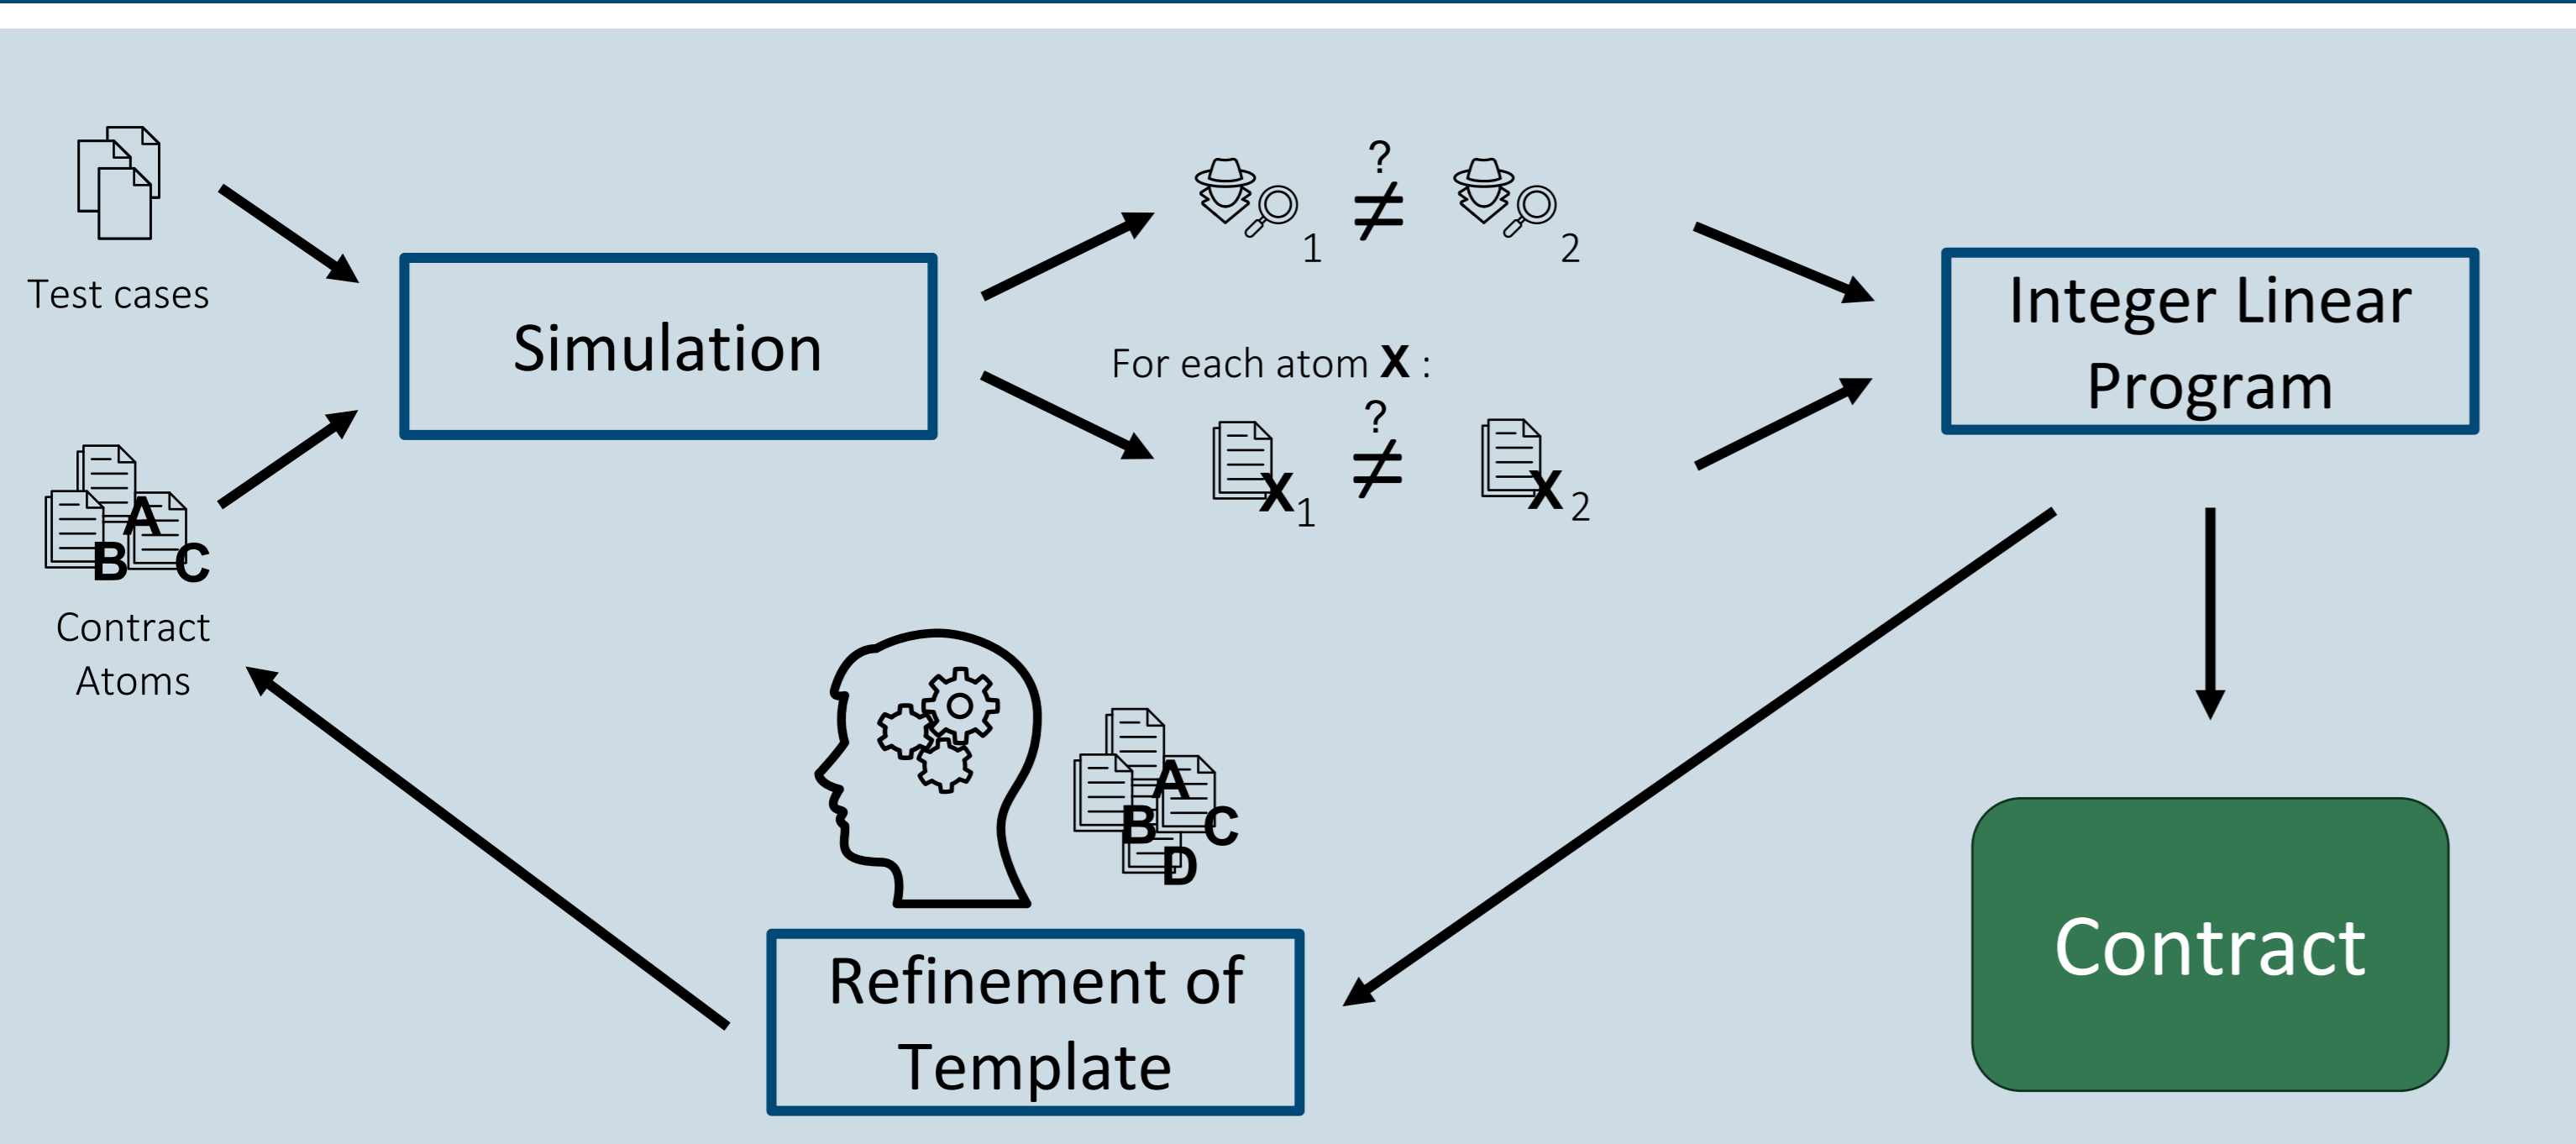 Test cases
Simulation
?
≠
1
2
For each atom X :
?
≠
X1
X2
Integer Linear
Program
A
B
C
Contract
Atoms
A
B
C
D
Refinement of
Template
Contract